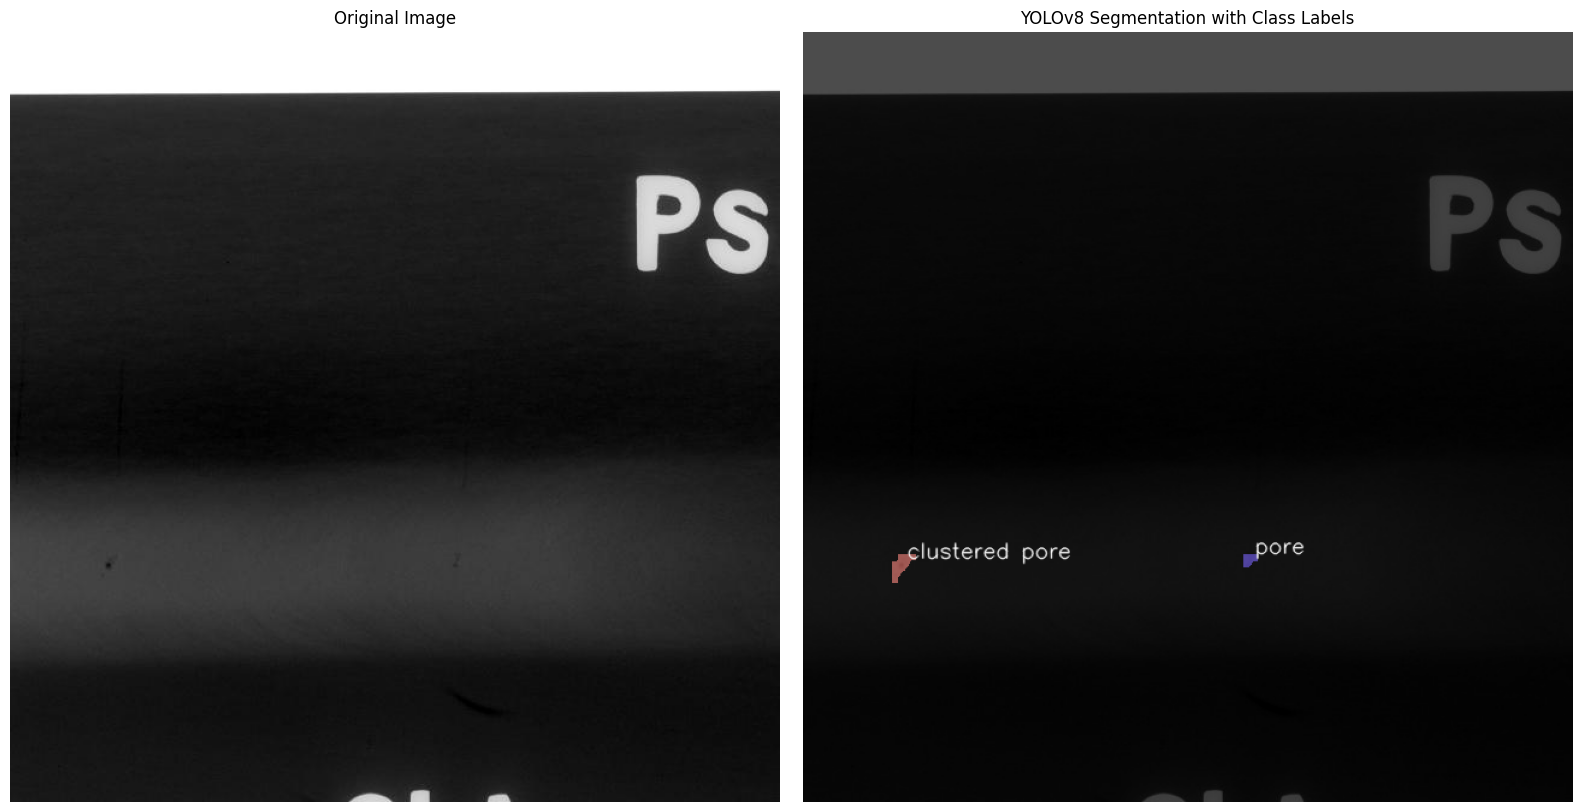 Original Image
YOLOv8 Segmentation with Class Labels
PS
PS
clustered pore
pore